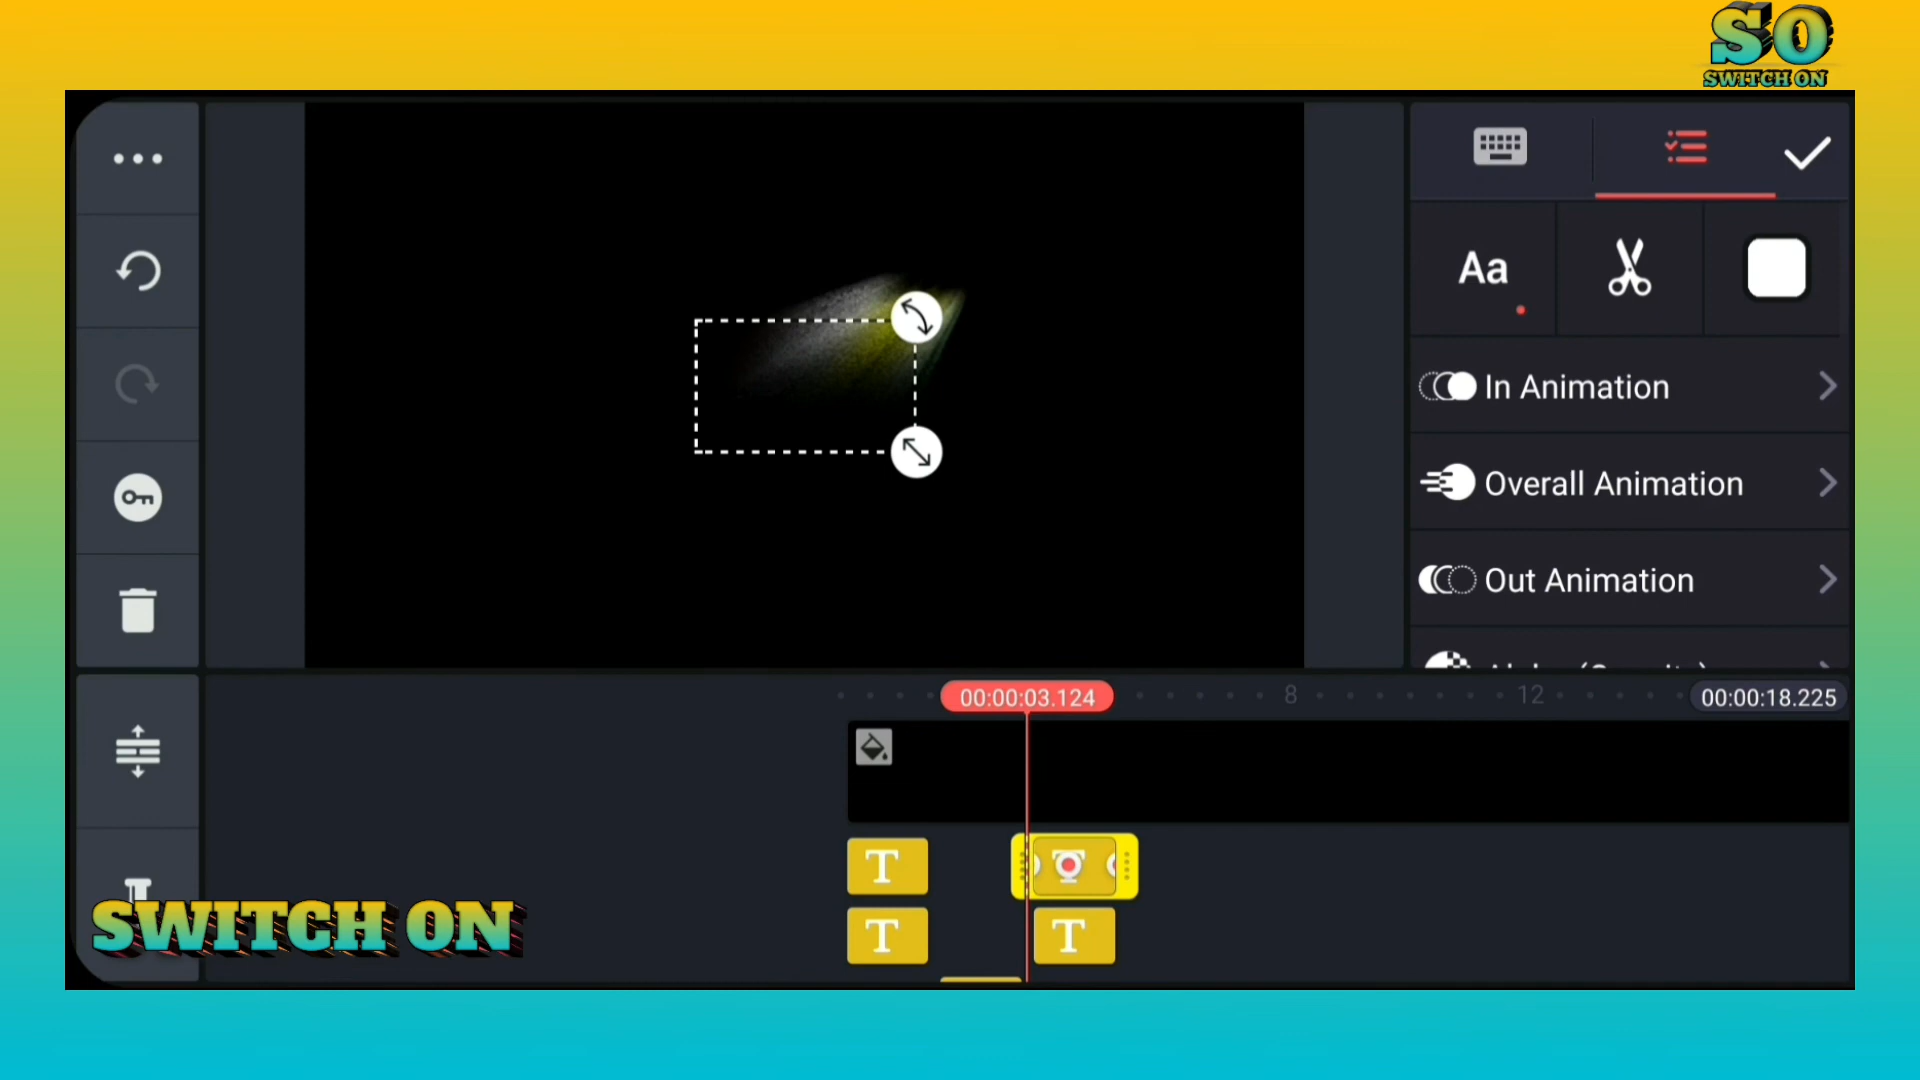 SO
SWITCH ON
Aa
In Animation
Overall Animation
Out Animation
00:00:03.124
8
12
00:00:18.225
T
T
T
SWITCH ON